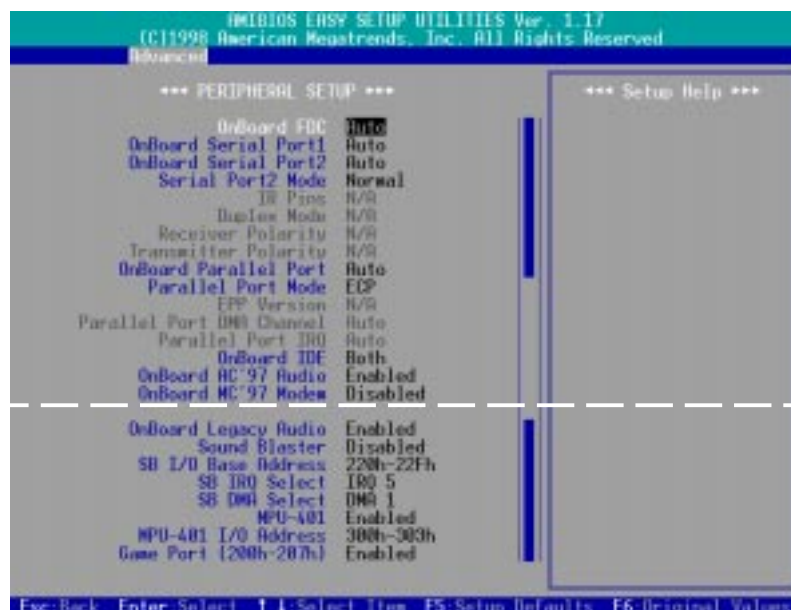 AMIBIOS EASY SETUP UTILITIES Ver. 1.17
(C)1998 American Megatrends, Inc. All Rights Reserved
Advanced
*** PERIPHERAL SETUP ***
*** Setup Help ***
OnBoard FDC Auto
OnBoard Serial Port1 Auto
OnBoard Serial Port2 Auto
Serial Port2 Mode Normal
IR Pins N/A
Duplex Mode N/A
Receiver Polarity N/A
Transmitter Polarity N/A
OnBoard Parallel Port Auto
Parallel Port Mode ECP
EPP Version N/A
Parallel Port DMA Channel Auto
Parallel Port IRQ Auto
OnBoard IDE Both
OnBoard AC'97 Audio Enabled
OnBoard MC'97 Modem Disabled
OnBoard Legacy Audio Enabled
Sound Blaster Disabled
SB I/O Base Address 220h-22Fh
SB IRQ Select IRQ 5
SB DMA Select DMA 1
MPU-401 Enabled
MPU-401 I/O Address 300h-303h
Game Port (200h-207h) Enabled
Esc:Back Enter:Select ↑↓:Select Item F5:Setup Defaults F6:Original Values